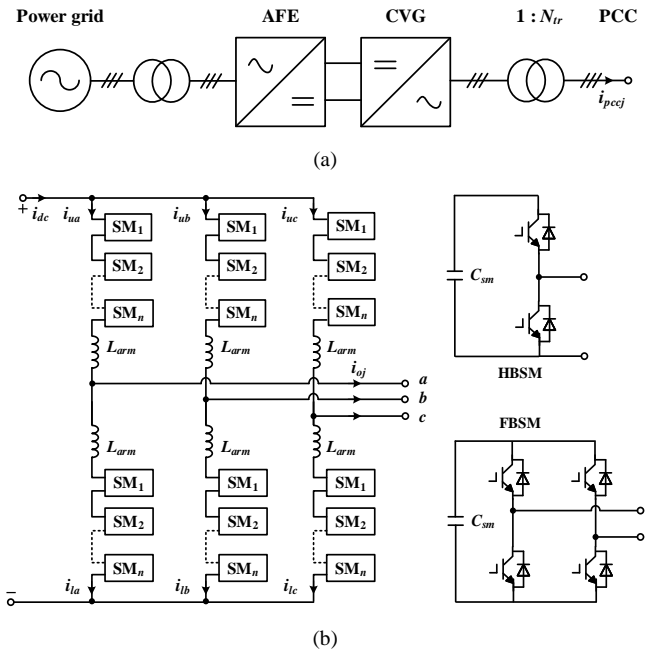 Power grid AFE CVG 1 : Ntr PCC
ipccj
(a)
+ idc iua iub iuc
SM1 SM1 SM1
SM2 SM2 SM2
SMn SMn SMn
Larm Larm Larm
ioj a
b
c
Larm Larm Larm
SM1 SM1 SM1
SM2 SM2 SM2
SMn SMn SMn
ila ilb ilc
−
Csm
HBSM
FBSM
Csm
(b)